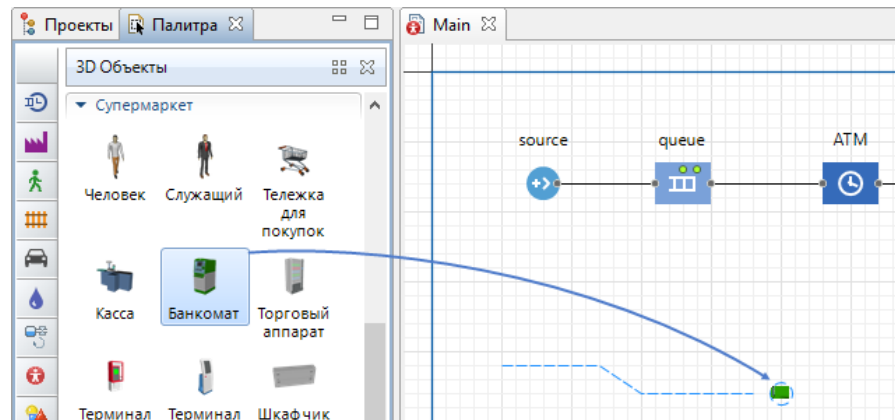 Проекты
Палитра
Main
3D Объекты
Супермаркет
source
queue
ATM
Человек
Служащий
Тележка
для
покупок
Касса
Банкомат
Торговый
аппарат
Терминал
Терминал
Шкафчик